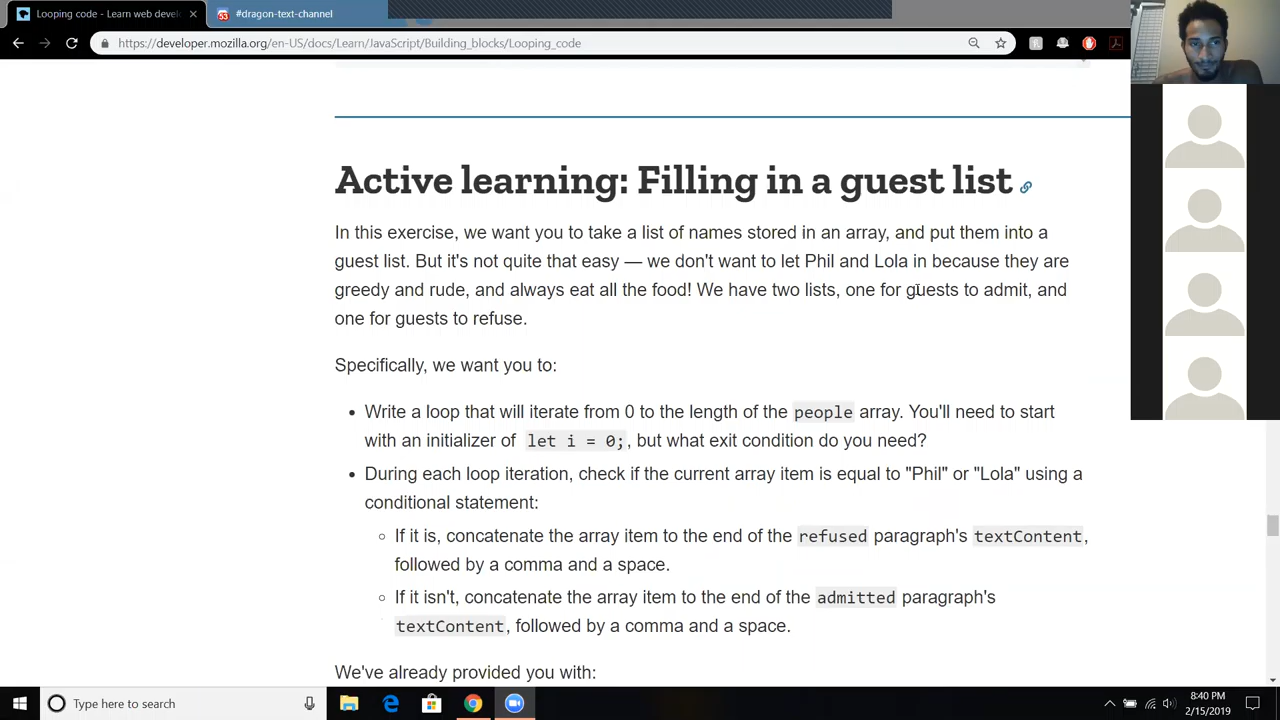 Looping code - Learn web devel
53 #dragon-text-channel
https://developer.mozilla.org/en-US/docs/Learn/JavaScript/Building_blocks/Looping_code
Active learning: Filling in a guest list
In this exercise, we want you to take a list of names stored in an array, and put them into a
guest list. But it's not quite that easy — we don't want to let Phil and Lola in because they are
greedy and rude, and always eat all the food! We have two lists, one for guests to admit, and
one for guests to refuse.
Specifically, we want you to:
• Write a loop that will iterate from 0 to the length of the people array. You'll need to start
with an initializer of let i = 0;, but what exit condition do you need?
• During each loop iteration, check if the current array item is equal to "Phil" or "Lola" using a
conditional statement:
◦ If it is, concatenate the array item to the end of the refused paragraph's textContent,
followed by a comma and a space.
◦ If it isn't, concatenate the array item to the end of the admitted paragraph's
textContent, followed by a comma and a space.
We've already provided you with:
Type here to search
8:40 PM
2/15/2019